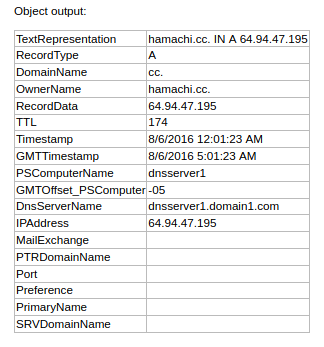 Object output:
TextRepresentation hamachi.cc. IN A 64.94.47.195
RecordType A
DomainName cc.
OwnerName hamachi.cc.
RecordData 64.94.47.195
TTL 174
Timestamp 8/6/2016 12:01:23 AM
GMTTimestamp 8/6/2016 5:01:23 AM
PSComputerName dnsserver1
GMTOffset_PSComputer -05
DnsServerName dnsserver1.domain1.com
IPAddress 64.94.47.195
MailExchange
PTRDomainName
Port
Preference
PrimaryName
SRVDomainName